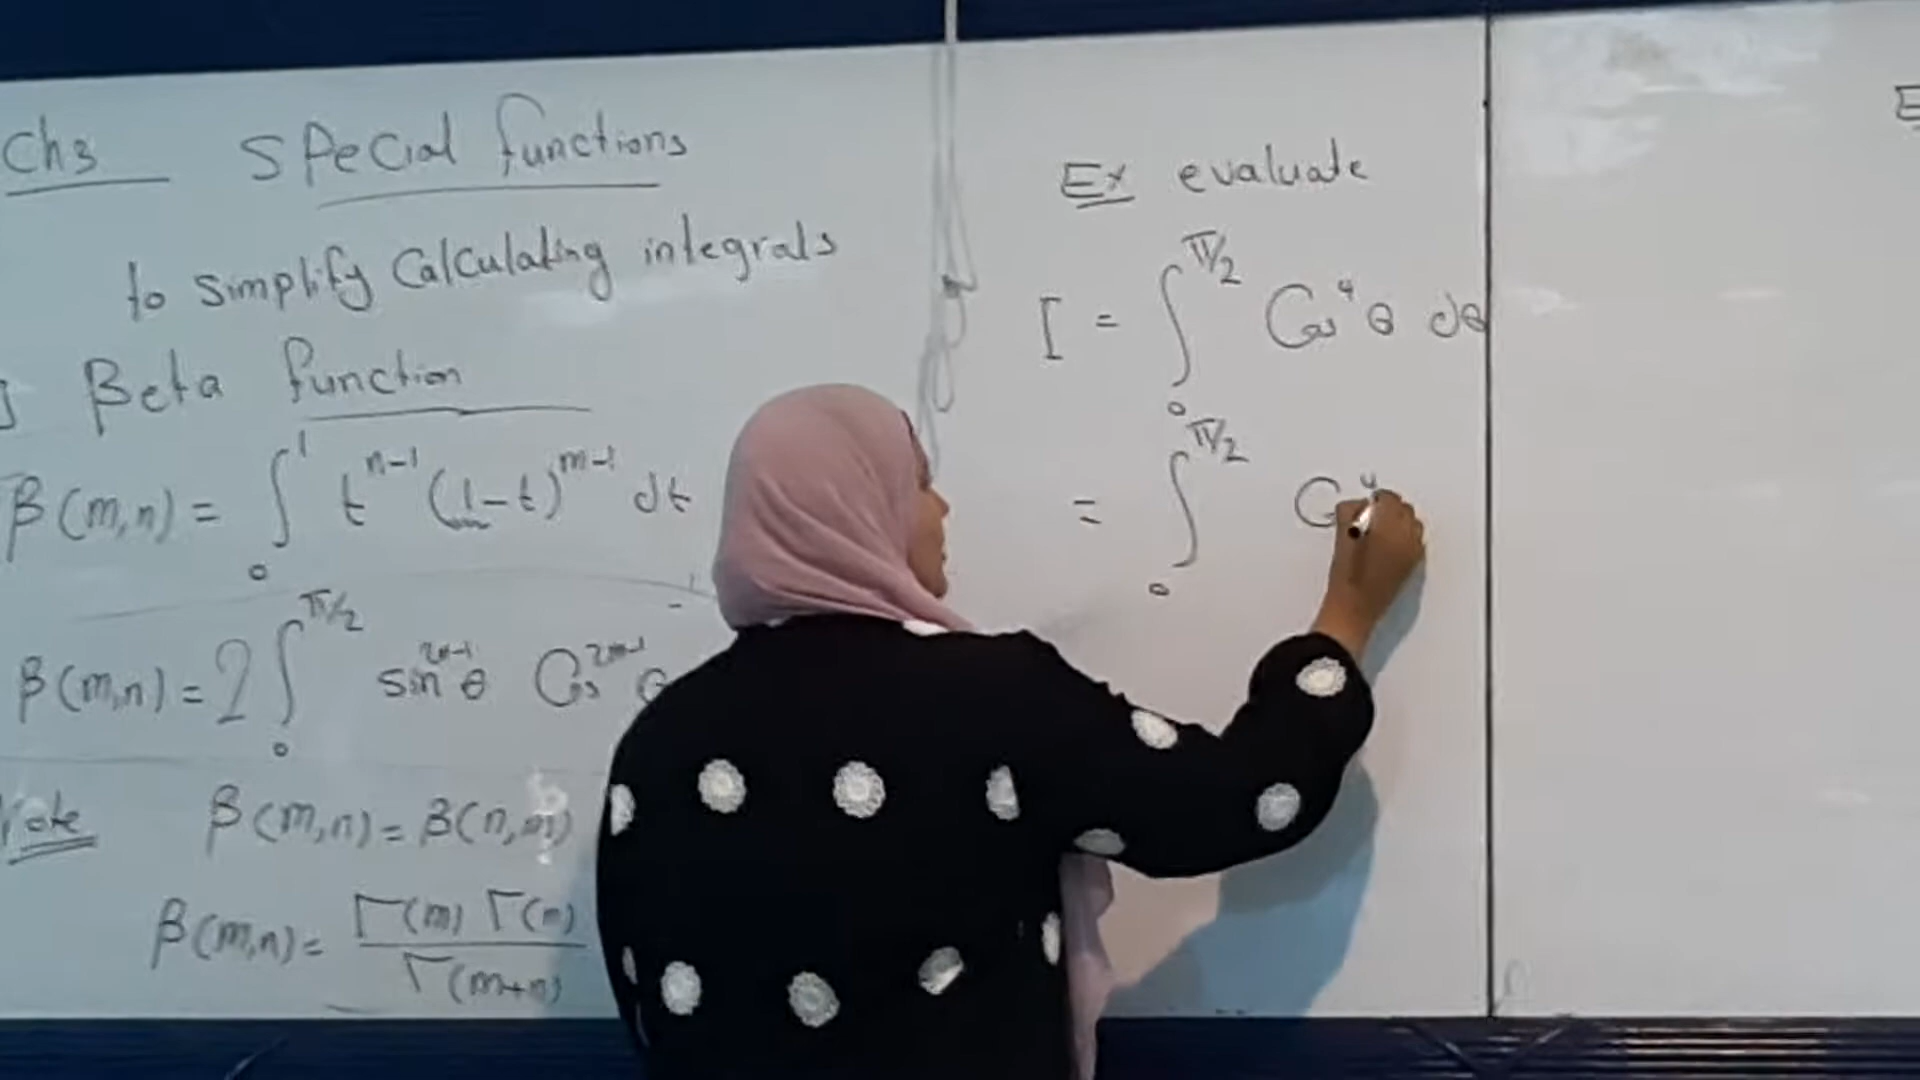 Ch3 Special functions
to simplify Calculating integrals
Beta function
β(m,n) = ∫₀¹ t^{n-1} (1-t)^{m-1} dt
β(m,n) = 2 ∫₀^{π/2} sin^{2n-1} θ Cos^{2m-1} θ
Note β(m,n) = β(n,m)
β(m,n) = Γ(m) Γ(n) / Γ(m+n)
Ex evaluate
I = ∫₀^{π/2} Cos⁴ θ dθ
= ∫₀^{π/2} C ⁴
E